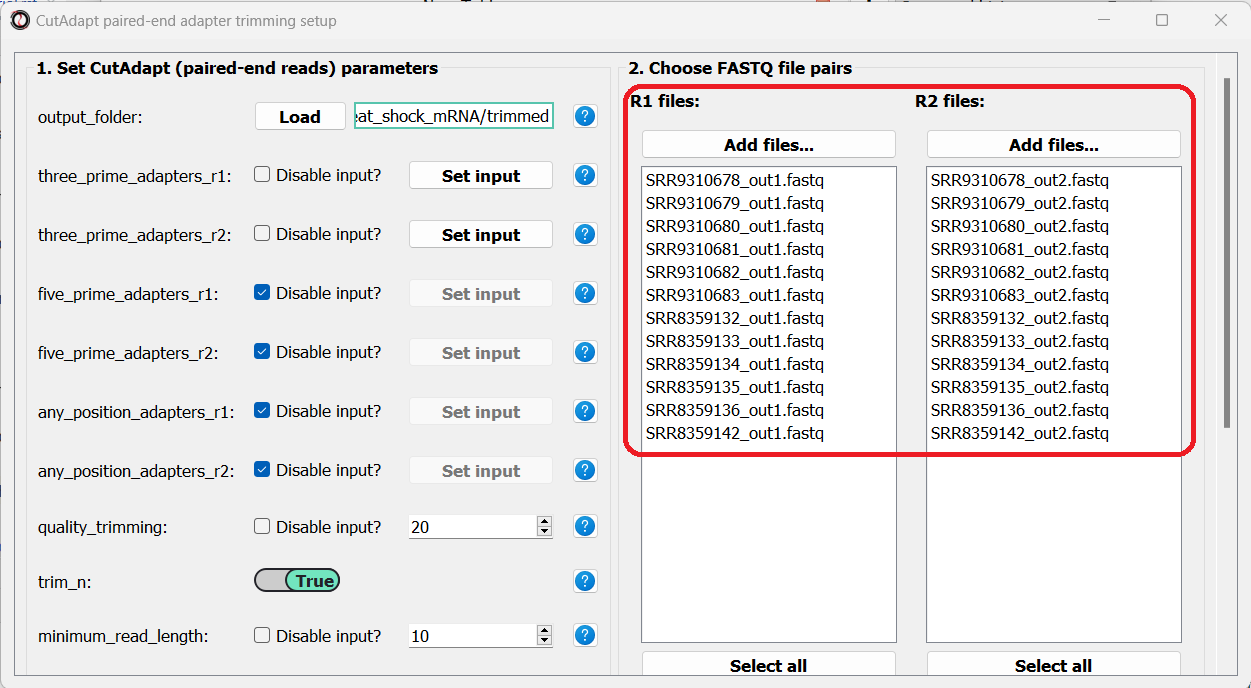 CutAdapt paired-end adapter trimming setup
1. Set CutAdapt (paired-end reads) parameters
output_folder:
Load
eat_shock_mRNA/trimmed
?
three_prime_adapters_r1:
Disable input?
Set input
?
three_prime_adapters_r2:
Disable input?
Set input
?
five_prime_adapters_r1:
Disable input?
Set input
?
five_prime_adapters_r2:
Disable input?
Set input
?
any_position_adapters_r1:
Disable input?
Set input
?
any_position_adapters_r2:
Disable input?
Set input
?
quality_trimming:
Disable input?
20
?
trim_n:
True
?
minimum_read_length:
Disable input?
10
?
2. Choose FASTQ file pairs
R1 files:
Add files...
SRR9310678_out1.fastq
SRR9310679_out1.fastq
SRR9310680_out1.fastq
SRR9310681_out1.fastq
SRR9310682_out1.fastq
SRR9310683_out1.fastq
SRR8359132_out1.fastq
SRR8359133_out1.fastq
SRR8359134_out1.fastq
SRR8359135_out1.fastq
SRR8359136_out1.fastq
SRR8359142_out1.fastq
Select all
R2 files:
Add files...
SRR9310678_out2.fastq
SRR9310679_out2.fastq
SRR9310680_out2.fastq
SRR9310681_out2.fastq
SRR9310682_out2.fastq
SRR9310683_out2.fastq
SRR8359132_out2.fastq
SRR8359133_out2.fastq
SRR8359134_out2.fastq
SRR8359135_out2.fastq
SRR8359136_out2.fastq
SRR8359142_out2.fastq
Select all